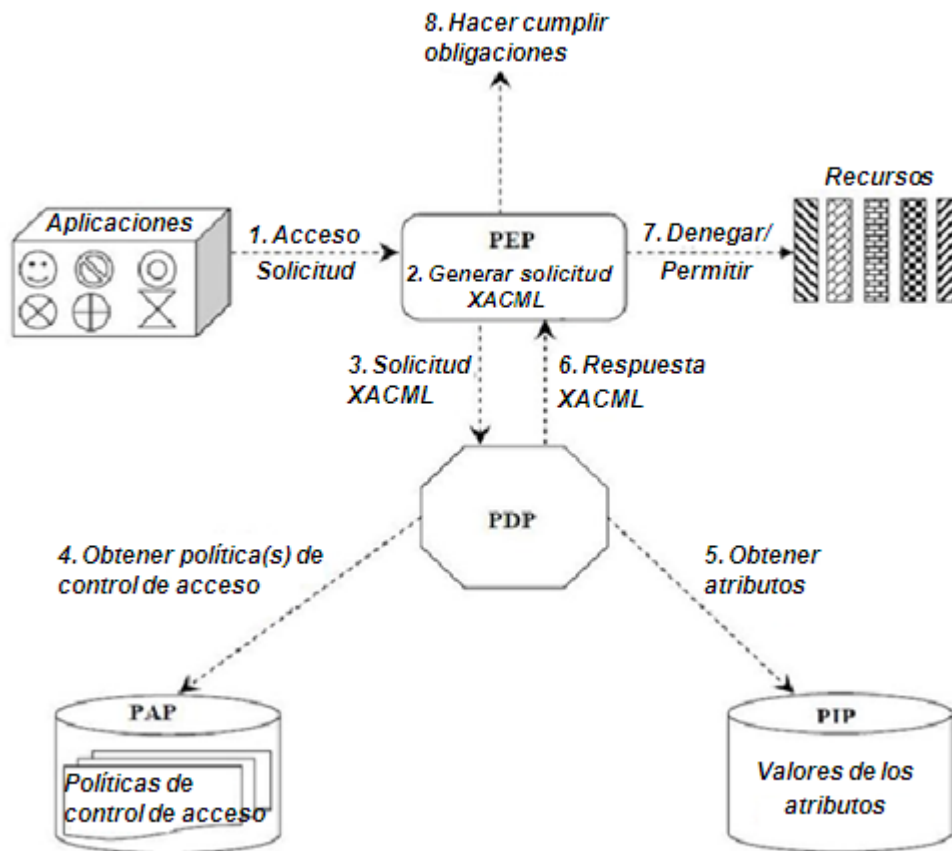 8. Hacer cumplir
obligaciones
Aplicaciones
1. Acceso
Solicitud
PEP
2. Generar solicitud
XACML
7. Denegar/
Permitir
Recursos
3. Solicitud
XACML
6. Respuesta
XACML
PDP
4. Obtener política(s) de
control de acceso
5. Obtener
atributos
PAP
Políticas de
control de acceso
PIP
Valores de los
atributos